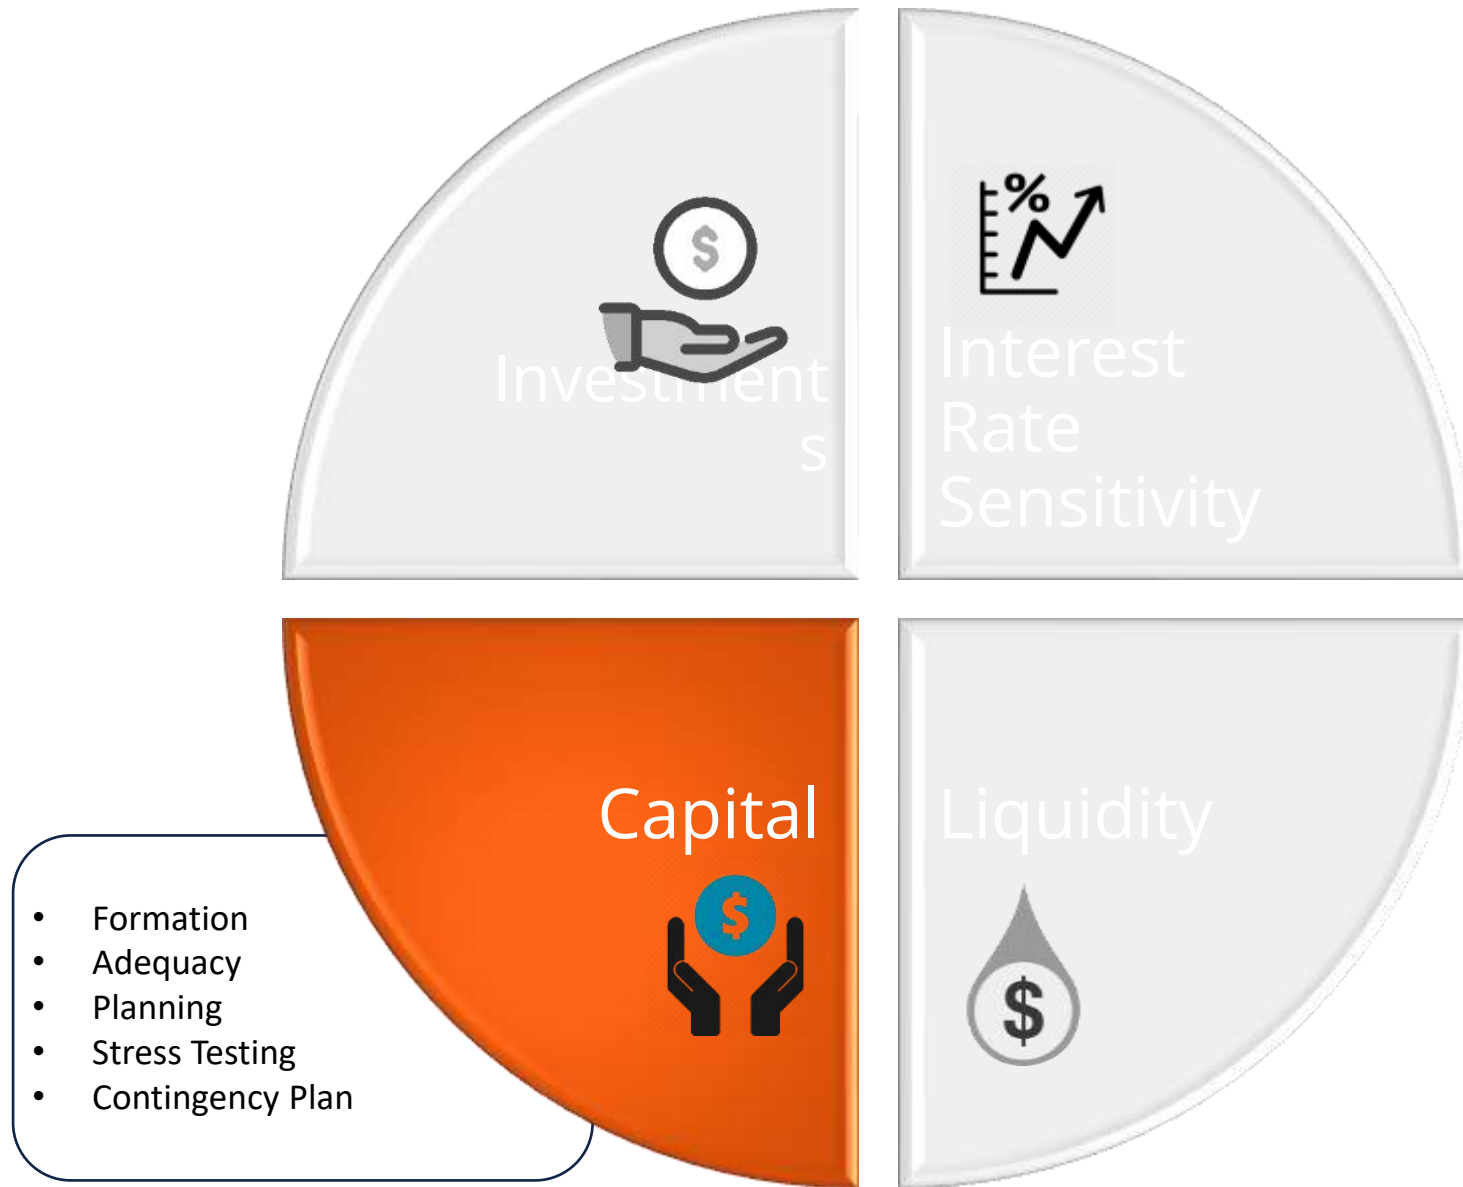 $
%
Investment
s
Interest
Rate
Sensitivity
Capital
$
Liquidity
$
• Formation
• Adequacy
• Planning
• Stress Testing
• Contingency Plan